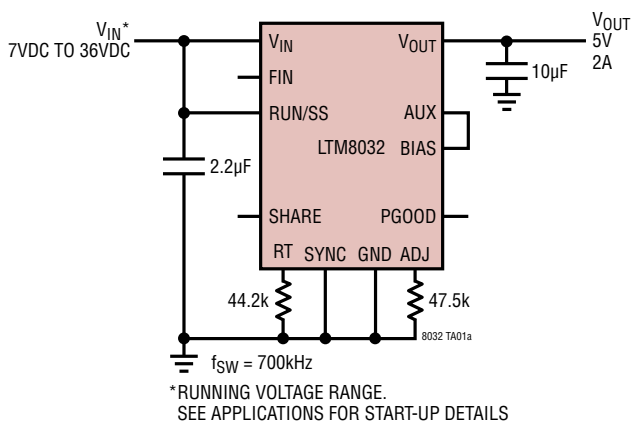 VIN*
7VDC TO 36VDC
VIN
FIN
RUN/SS
SHARE
RT
SYNC
GND
ADJ
LTM8032
VOUT
AUX
BIAS
PGOOD
VOUT
5V
2A
10µF
2.2µF
44.2k
47.5k
8032 TA01a
fSW = 700kHz
*RUNNING VOLTAGE RANGE.
SEE APPLICATIONS FOR START-UP DETAILS